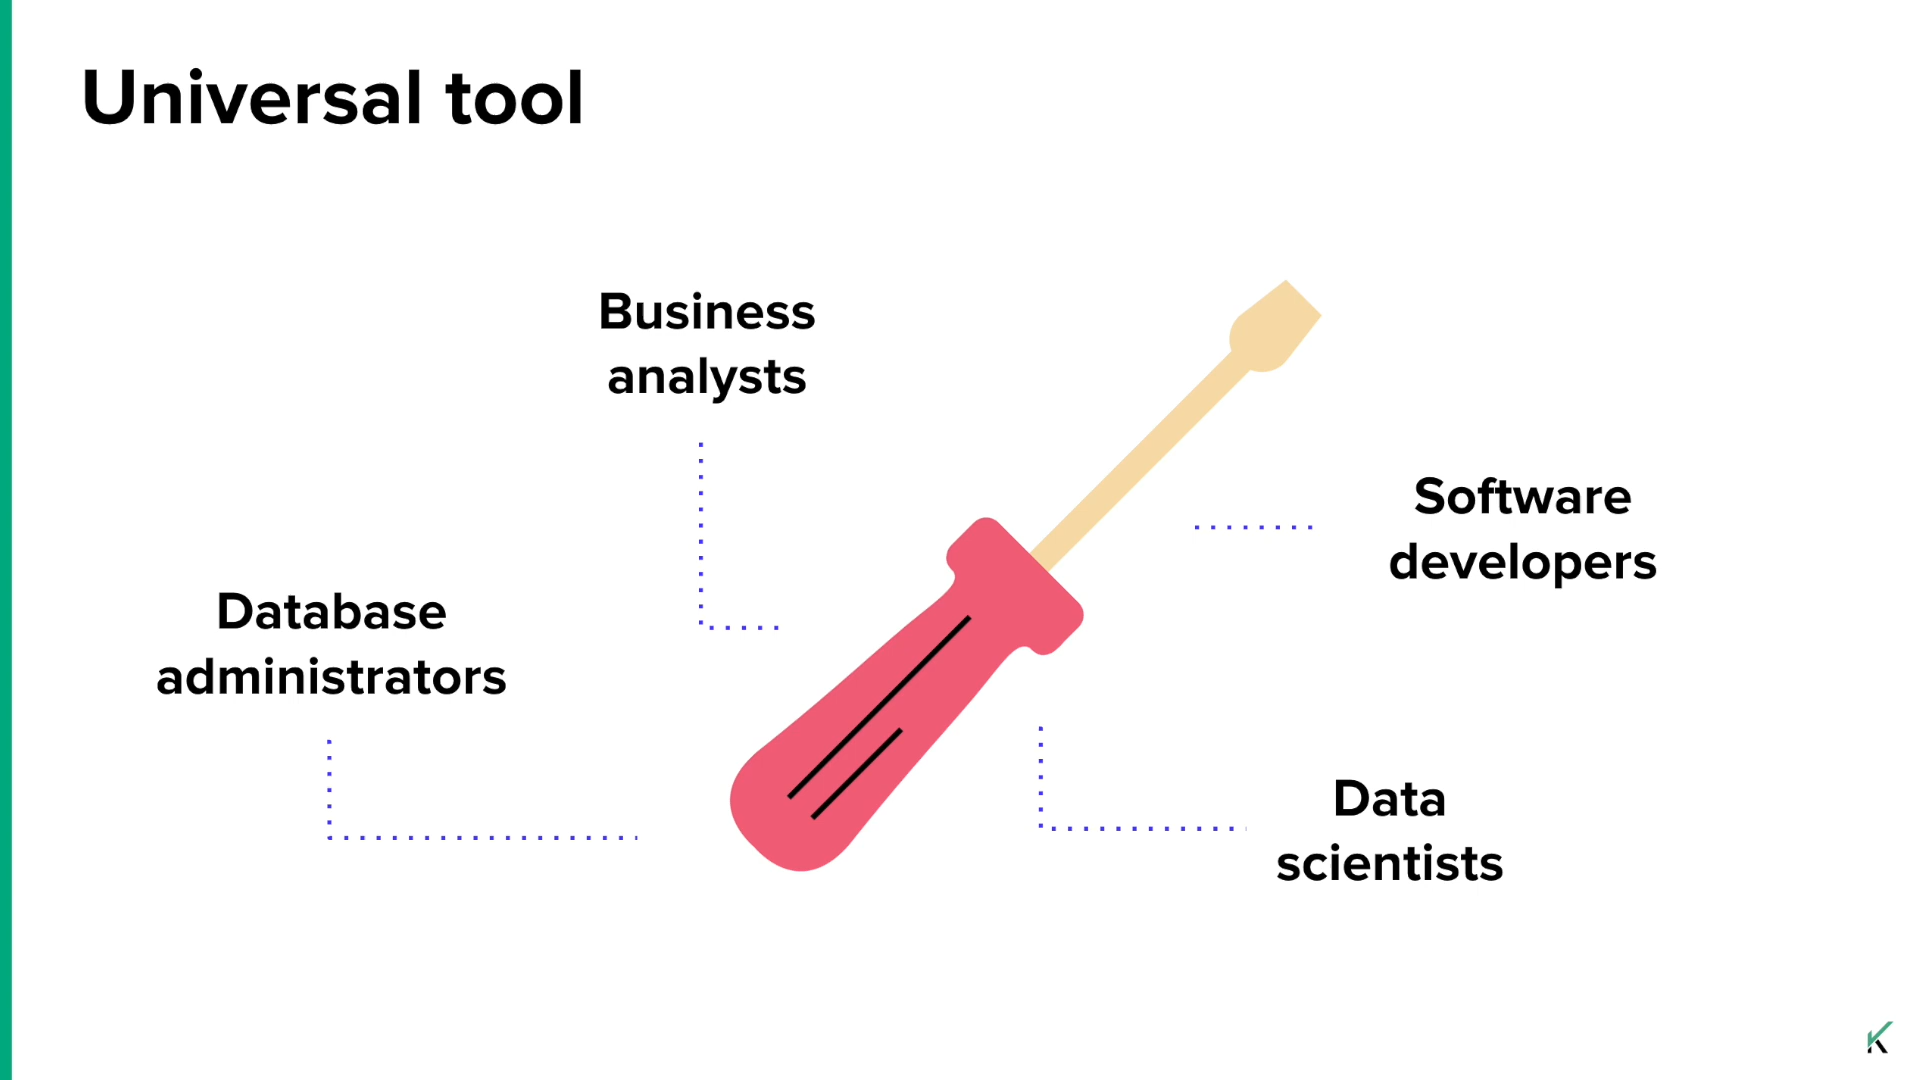 Universal tool
Business
analysts
Software
developers
Database
administrators
Data
scientists